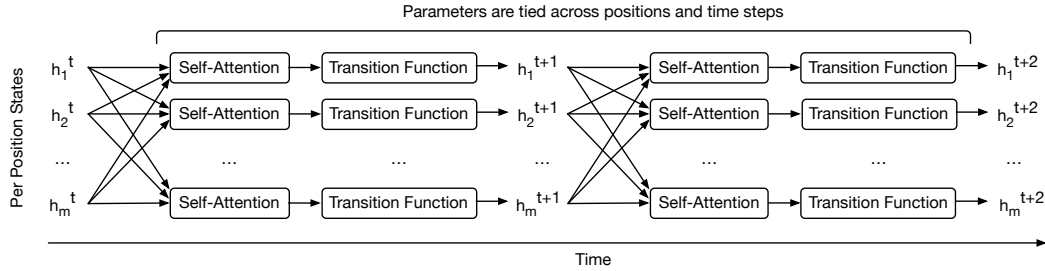 Parameters are tied across positions and time steps
h₁ᵗ Self-Attention Transition Function h₁ᵗ⁺¹ Self-Attention Transition Function h₁ᵗ⁺²
h₂ᵗ Self-Attention Transition Function h₂ᵗ⁺¹ Self-Attention Transition Function h₂ᵗ⁺²
... ... ... ... ... ... ...
hₘᵗ Self-Attention Transition Function hₘᵗ⁺¹ Self-Attention Transition Function hₘᵗ⁺²
Per Position States
Time